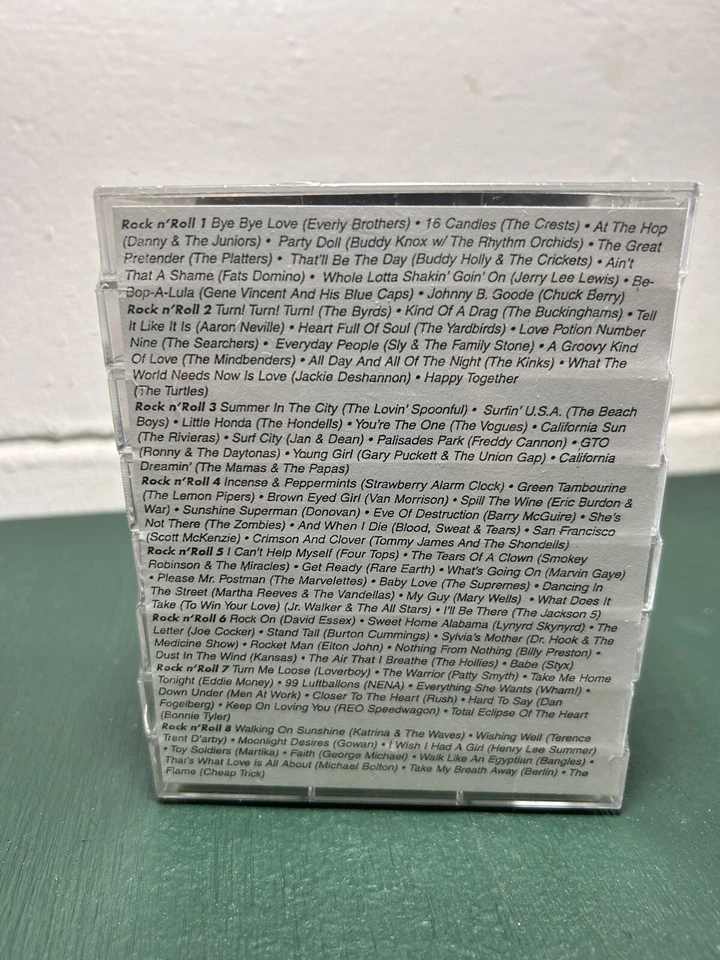 Rock n'Roll 1 Bye Bye Love (Everly Brothers) • 16 Candles (The Crests) • At The Hop
(Danny & The Juniors) • Party Doll (Buddy Knox w/ The Rhythm Orchids) • The Great
Pretender (The Platters) • That'll Be The Day (Buddy Holly & The Crickets) • Ain't
That A Shame (Fats Domino) • Whole Lotta Shakin' Goin' On (Jerry Lee Lewis) • Be-
Bop-A-Lula (Gene Vincent And His Blue Caps) • Johnny B. Goode (Chuck Berry)
Rock n'Roll 2 Turn! Turn! Turn! (The Byrds) • Kind Of A Drag (The Buckinghams) • Tell
It Like It Is (Aaron Neville) • Heart Full Of Soul (The Yardbirds) • Love Potion Number
Nine (The Searchers) • Everyday People (Sly & The Family Stone) • A Groovy Kind
Of Love (The Mindbenders) • All Day And All Of The Night (The Kinks) • What The
World Needs Now Is Love (Jackie Deshannon) • Happy Together
(The Turtles)
Rock n'Roll 3 Summer In The City (The Lovin' Spoonful) • Surfin' U.S.A. (The Beach
Boys) • Little Honda (The Hondells) • You're The One (The Vogues) • California Sun
(The Rivieras) • Surf City (Jan & Dean) • Palisades Park (Freddy Cannon) • GTO
(Ronny & The Daytonas) • Young Girl (Gary Puckett & The Union Gap) • California
Dreamin' (The Mamas & The Papas)
Rock n'Roll 4 Incense & Peppermints (Strawberry Alarm Clock) • Green Tambourine
(The Lemon Pipers) • Brown Eyed Girl (Van Morrison) • Spill The Wine (Eric Burdon &
War) • Sunshine Superman (Donovan) • Eve Of Destruction (Barry McGuire) • She's
Not There (The Zombies) • And When I Die (Blood, Sweat & Tears) • San Francisco
(Scott McKenzie) • Crimson And Clover (Tommy James And The Shondells)
Rock n'Roll 5 I Can't Help Myself (Four Tops) • The Tears Of A Clown (Smokey
Robinson & The Miracles) • Get Ready (Rare Earth) • What's Going On (Marvin Gaye)
• Please Mr. Postman (The Marvelettes) • Baby Love (The Supremes) • Dancing In
The Street (Martha Reeves & The Vandellas) • My Guy (Mary Wells) • What Does It
Take (To Win Your Love) (Jr. Walker & The All Stars) • I'll Be There (The Jackson 5)
Rock n'Roll 6 Rock On (David Essex) • Sweet Home Alabama (Lynyrd Skynyrd) • The
Letter (Joe Cocker) • Stand Tall (Burton Cummings) • Sylvia's Mother (Dr. Hook & The
Medicine Show) • Rocket Man (Elton John) • Nothing From Nothing (Billy Preston) •
Dust In The Wind (Kansas) • The Air That I Breathe (The Hollies) • Babe (Styx)
Rock n'Roll 7 Turn Me Loose (Loverboy) • The Warrior (Patty Smyth) • Take Me Home
Tonight (Eddie Money) • 99 Luftballons (NENA) • Everything She Wants (Wham!) •
Down Under (Men At Work) • Closer To The Heart (Rush) • Hard To Say (Dan
Fogelberg) • Keep On Loving You (REO Speedwagon) • Total Eclipse Of The Heart
(Bonnie Tyler)
Rock n'Roll 8 Walking On Sunshine (Katrina & The Waves) • Wishing Well (Terence
Trent D'arby) • Moonlight Desires (Gowan) • I Wish I Had A Girl (Henry Lee Summer)
• Toy Soldiers (Martika) • Faith (George Michael) • Walk Like An Egyptian (Bangles) •
That's What Love Is All About (Michael Bolton) • Take My Breath Away (Berlin) • The
Flame (Cheap Trick)